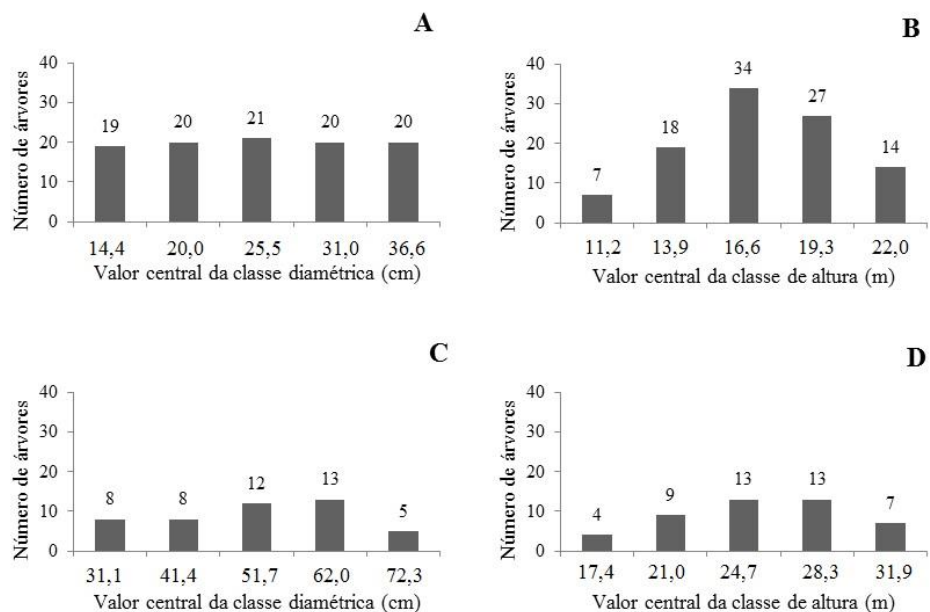 A
Número de árvores
40
30
20
10
0
19 20 21 20 20
14,4 20,0 25,5 31,0 36,6
Valor central da classe diamétrica (cm)
B
Número de árvores
40
30
20
10
0
7 18 34 27 14
11,2 13,9 16,6 19,3 22,0
Valor central da classe de altura (m)
C
Número de árvores
40
30
20
10
0
8 8 12 13 5
31,1 41,4 51,7 62,0 72,3
Valor central da classe diamétrica (cm)
D
Número de árvores
40
30
20
10
0
4 9 13 13 7
17,4 21,0 24,7 28,3 31,9
Valor central da classe de altura (m)